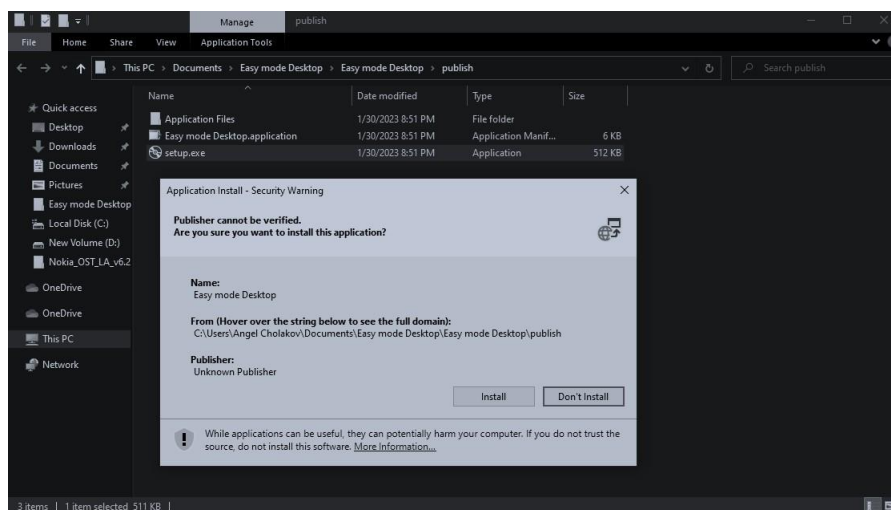 Manage
publish
File
Home
Share
View
Application Tools
This PC > Documents > Easy mode Desktop > Easy mode Desktop > publish
Search publish
Name
Date modified
Type
Size
Quick access
Desktop
Downloads
Documents
Pictures
Easy mode Desktop
Local Disk (C:)
New Volume (D:)
Nokia_OST_LA_v6.2
OneDrive
OneDrive
This PC
Network
Application Files 1/30/2023 8:51 PM File folder
Easy mode Desktop.application 1/30/2023 8:51 PM Application Manif... 6 KB
setup.exe 1/30/2023 8:51 PM Application 512 KB
Application Install - Security Warning
Publisher cannot be verified.
Are you sure you want to install this application?
Name:
Easy mode Desktop
From (Hover over the string below to see the full domain):
C:\Users\Angel Cholakov\Documents\Easy mode Desktop\Easy mode Desktop\publish
Publisher:
Unknown Publisher
Install
Don't Install
While applications can be useful, they can potentially harm your computer. If you do not trust the
source, do not install this software. More Information...
3 items | 1 item selected 511 KB